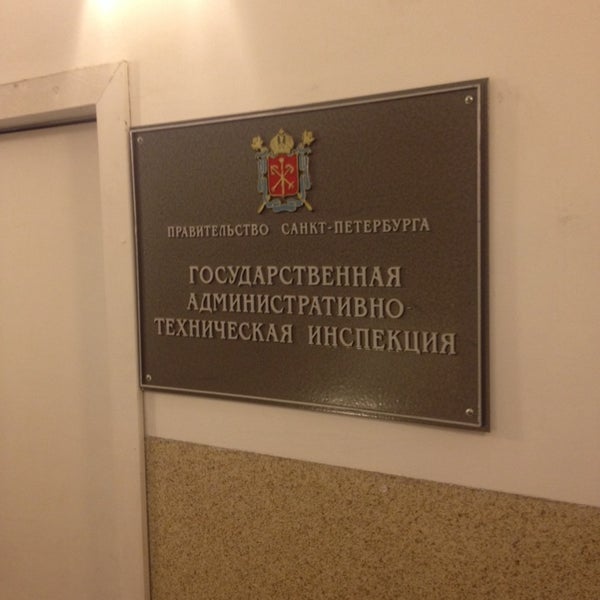 ПРАВИТЕЛЬСТВО САНКТ-ПЕТЕРБУРГА
ГОСУДАРСТВЕННАЯ
АДМИНИСТРАТИВНО-
ТЕХНИЧЕСКАЯ ИНСПЕКЦИЯ